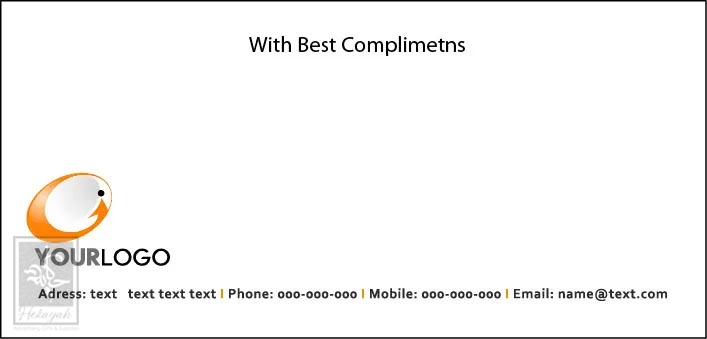 With Best Complimetns
YOURLOGO
Adress: text text text text | Phone: 000-000-000 | Mobile: 000-000-000 | Email: name@text.com
Hekayah